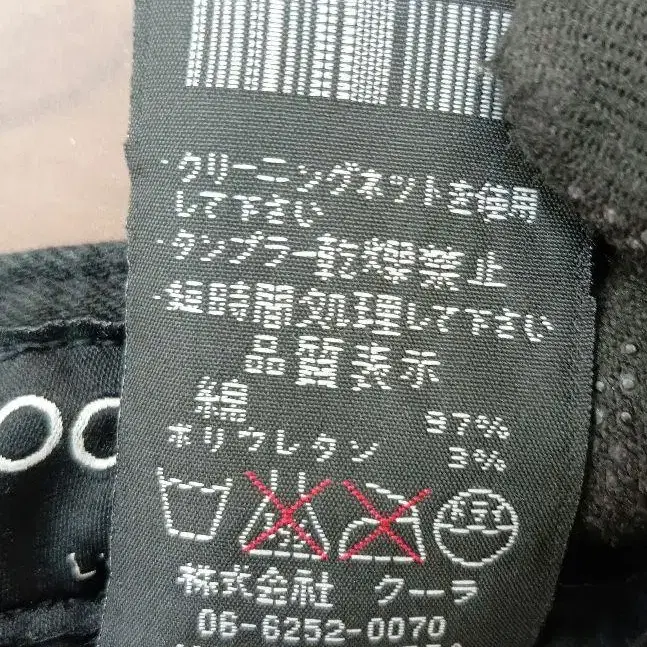 ・クリーニングネットを使用
して下さい
・タンブラー乾燥禁止
・短時間処理して下さい
品質表示
綿 97%
ポリウレタン 3%
株式会社 クーラ
06-6252-0070